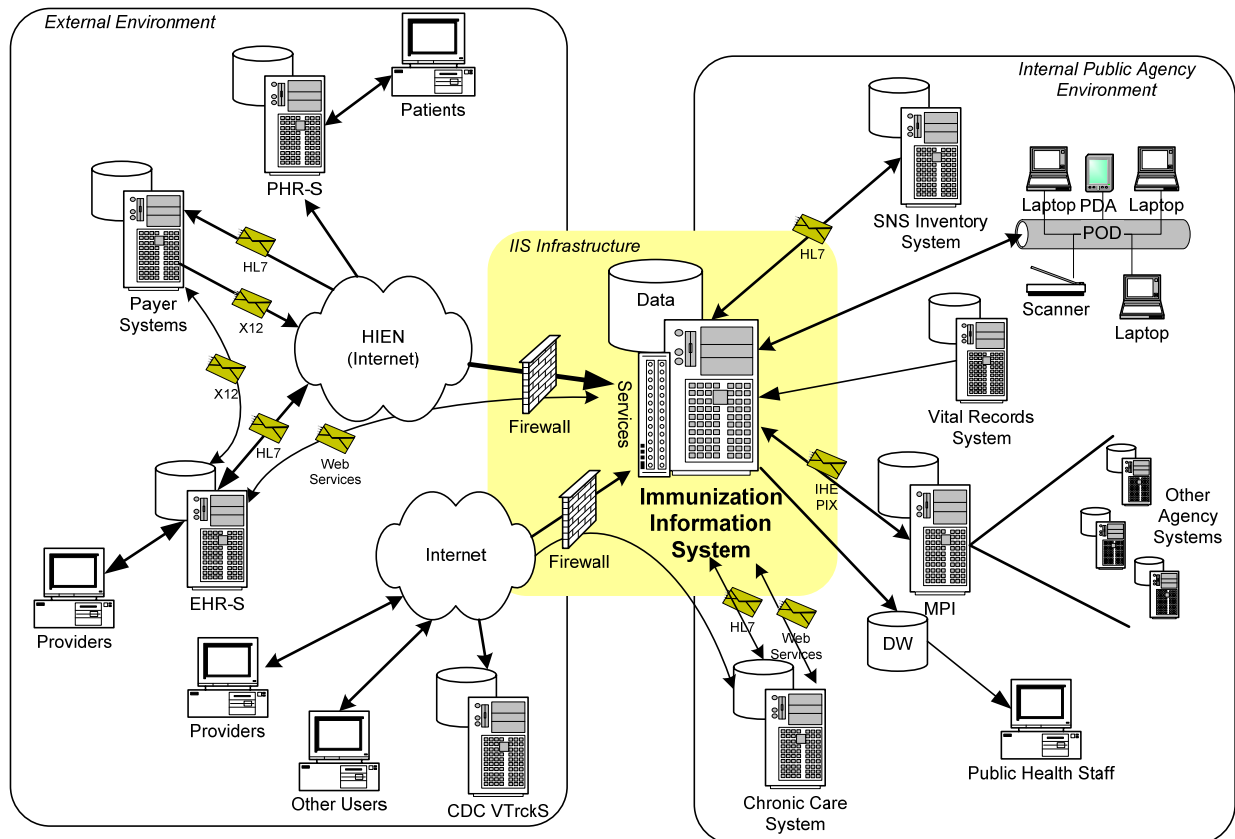 External Environment
Patients
PHR-S
Payer
Systems
HL7
X12
X12
HIEN
(Internet)
HL7
Web
Services
EHR-S
Providers
Providers
Other Users
CDC VTrckS
Internet
IIS Infrastructure
Data
Services
Firewall
Firewall
Immunization
Information
System
Internal Public Agency
Environment
SNS Inventory
System
HL7
Laptop
PDA
Laptop
POD
Scanner
Laptop
Vital Records
System
IHE
PIX
MPI
Other
Agency
Systems
HL7
Web
Services
DW
Public Health Staff
Chronic Care
System